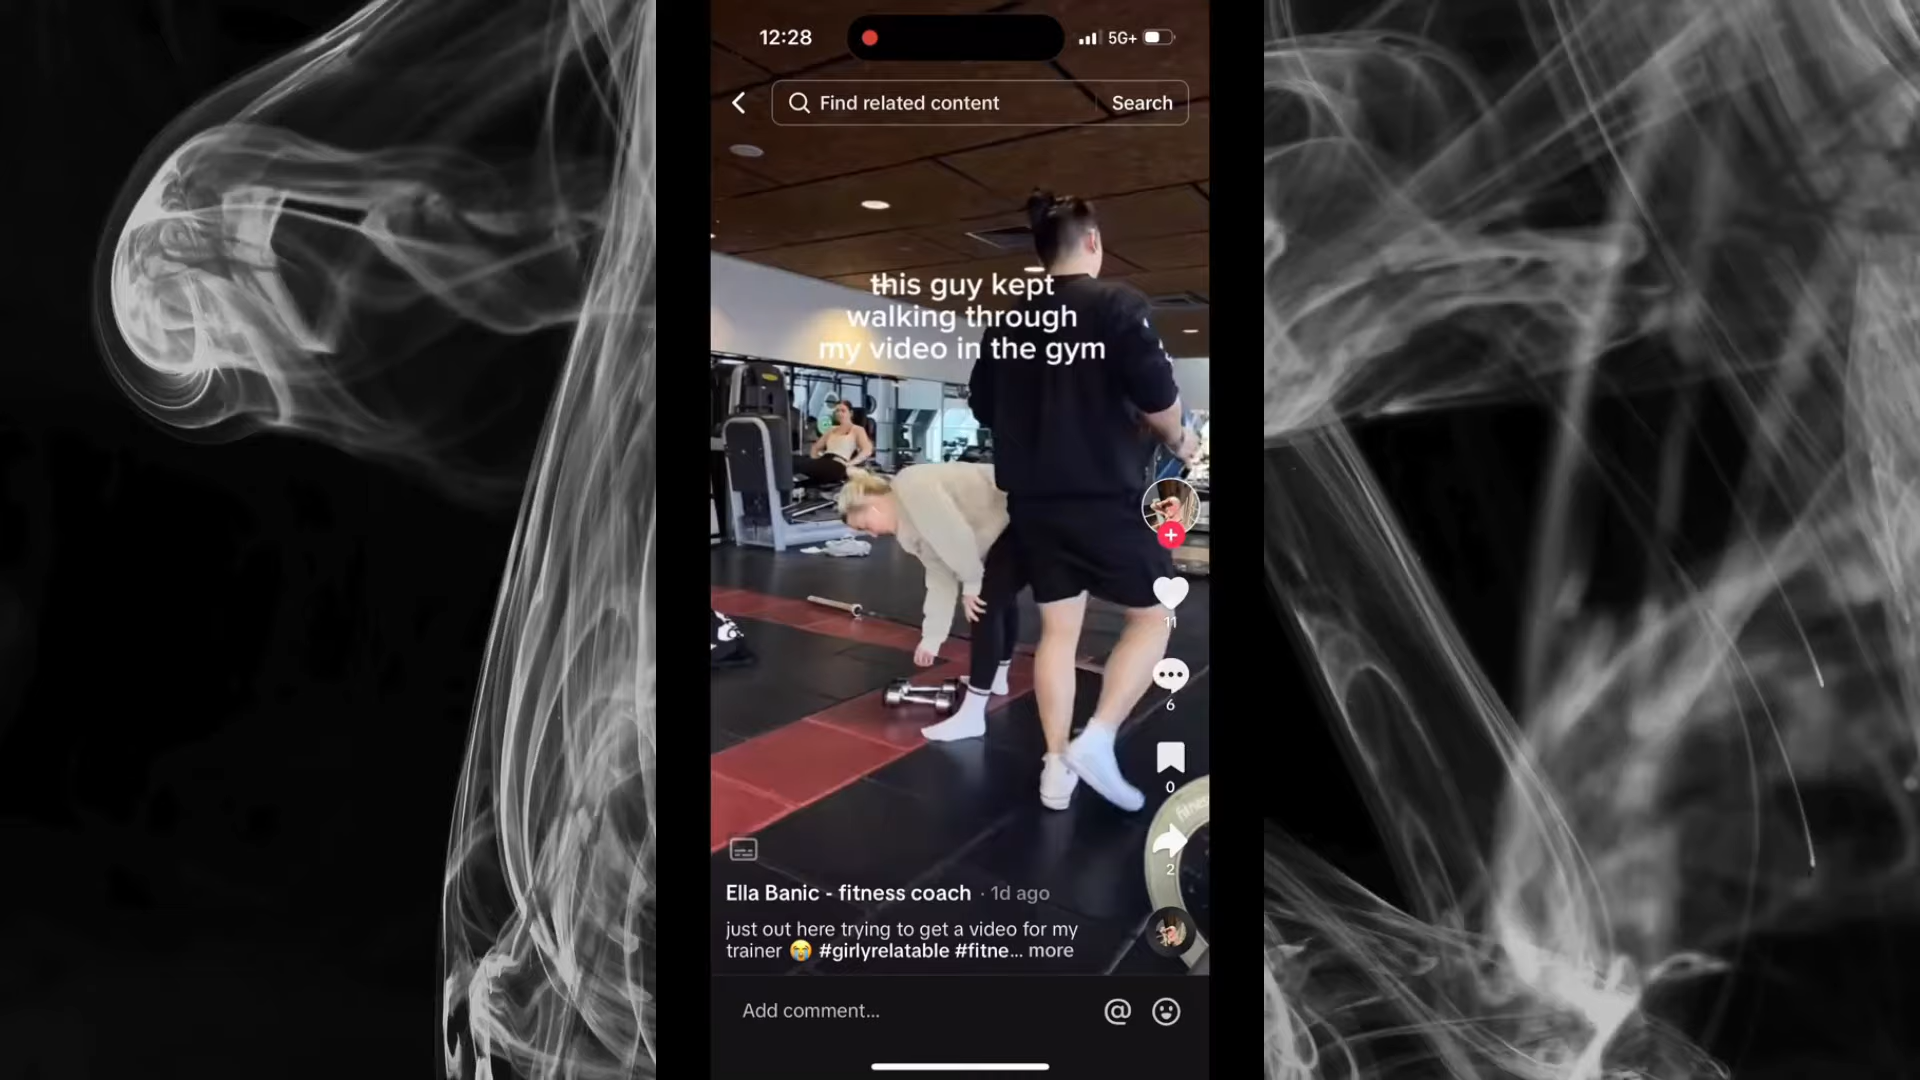 12:28
5G+
Find related content
Search
this guy kept
walking through
my video in the gym
11
6
0
2
Ella Banic - fitness coach · 1d ago
just out here trying to get a video for my
trainer 😭 #girlyrelatable #fitne... more
Add comment...
@